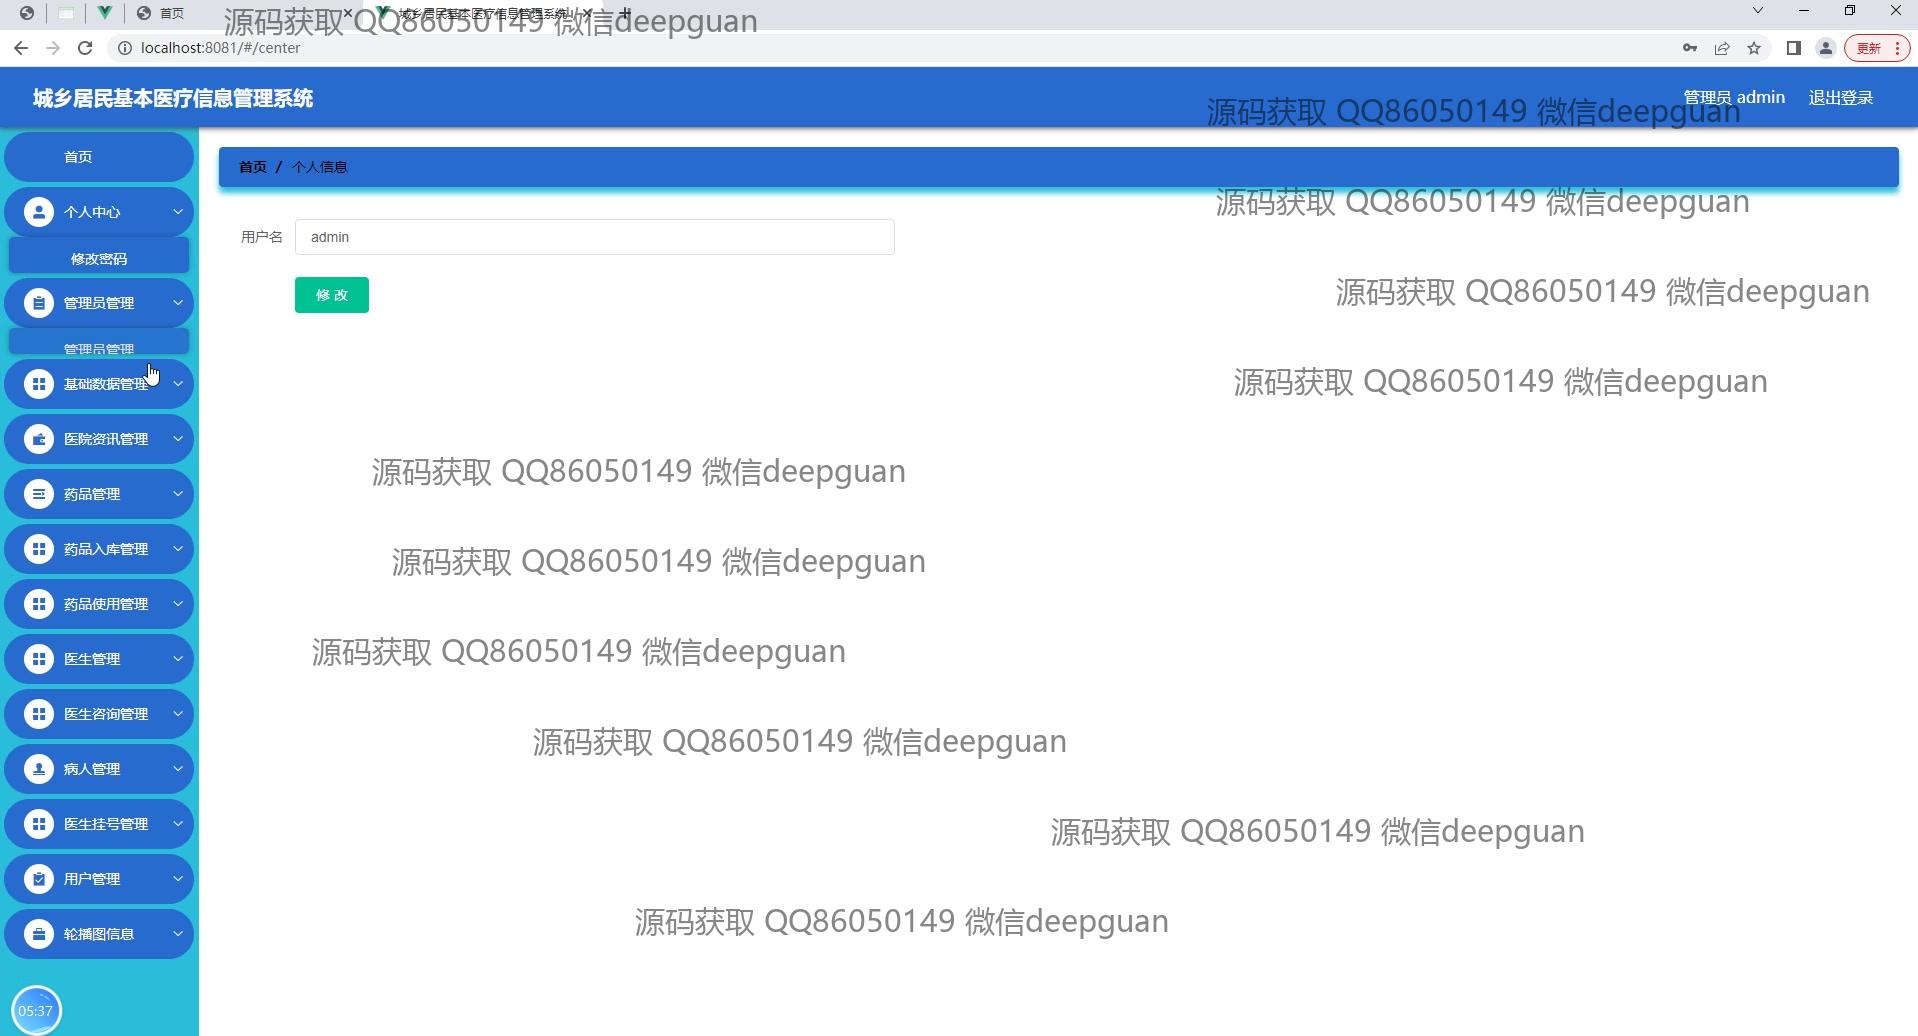 首页
城乡居民基本医疗信息管理系统
源码获取 QQ86050149 微信deepguan
localhost:8081/#/center
更新
城乡居民基本医疗信息管理系统
管理员 admin
退出登录
源码获取 QQ86050149 微信deepguan
首页
首页 / 个人信息
源码获取 QQ86050149 微信deepguan
个人中心
用户名
admin
修改密码
源码获取 QQ86050149 微信deepguan
修 改
管理员管理
管理员管理
基础数据管理
源码获取 QQ86050149 微信deepguan
医院资讯管理
源码获取 QQ86050149 微信deepguan
药品管理
药品入库管理
源码获取 QQ86050149 微信deepguan
药品使用管理
源码获取 QQ86050149 微信deepguan
医生管理
医生咨询管理
源码获取 QQ86050149 微信deepguan
病人管理
医生挂号管理
源码获取 QQ86050149 微信deepguan
用户管理
源码获取 QQ86050149 微信deepguan
轮播图信息
05:37